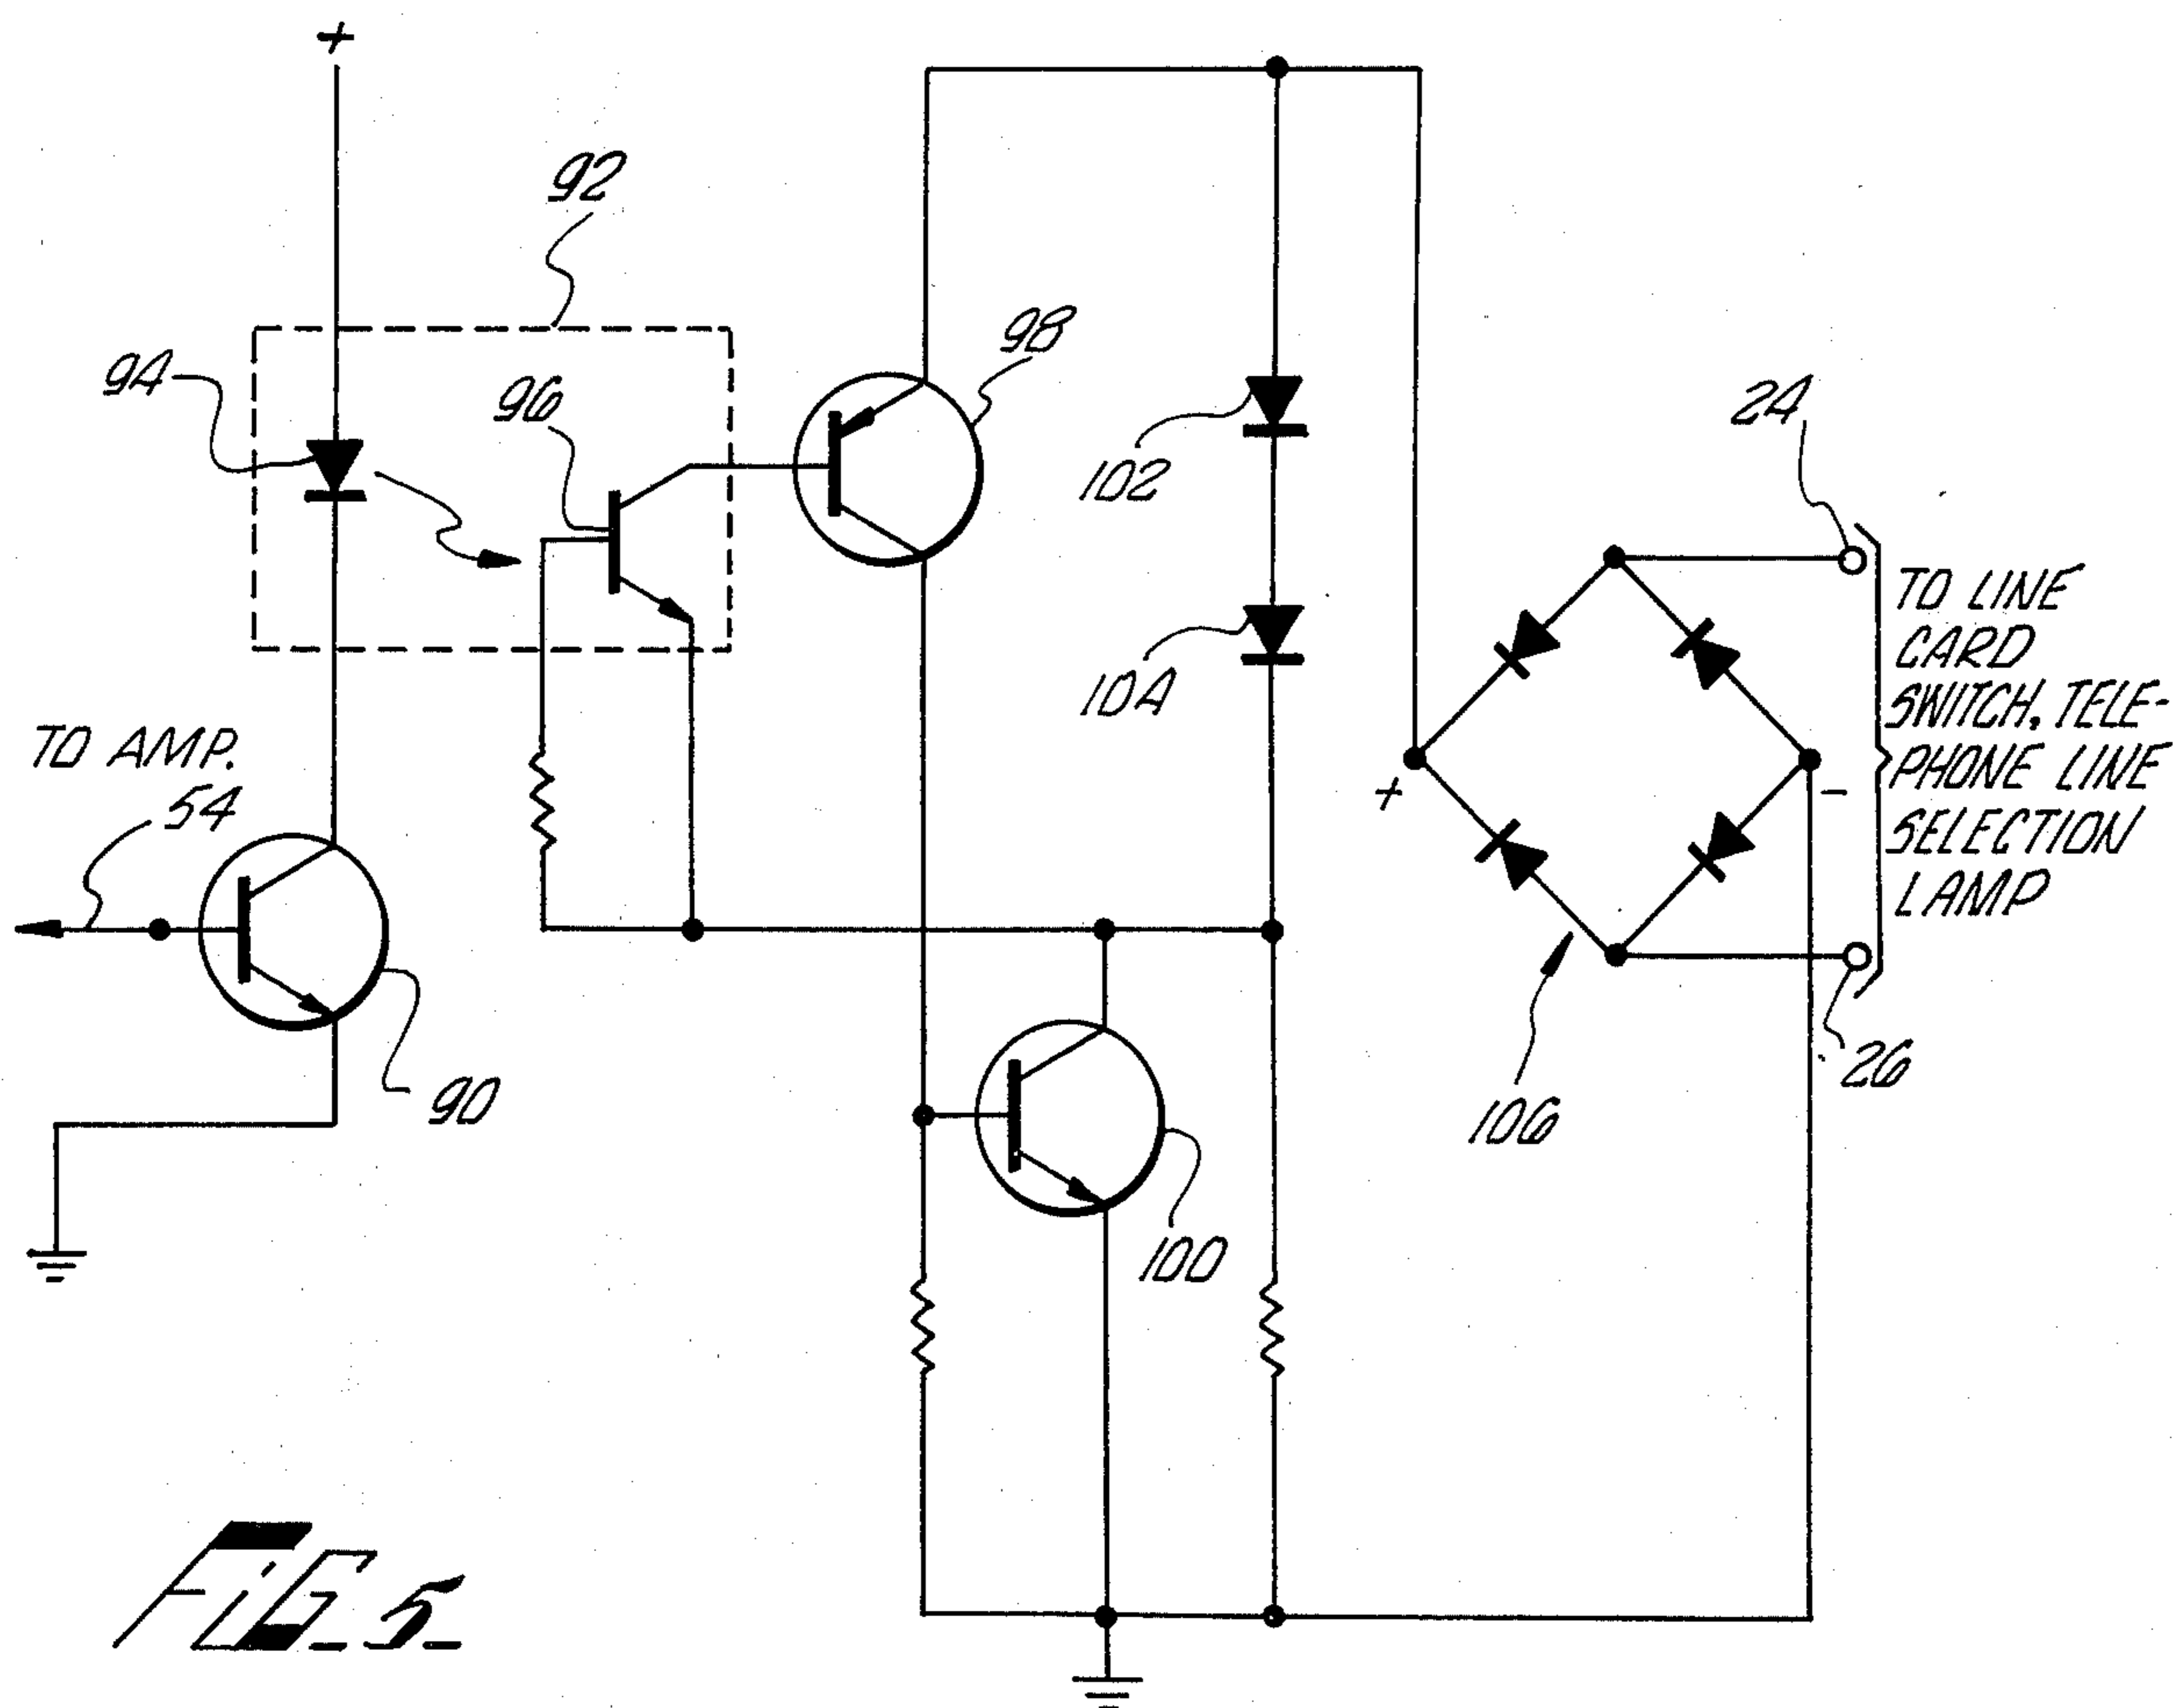 +
92
94
96
98
102
104
24
TO LINE
CARD
SWITCH, TELE-
PHONE LINE
SELECTION
LAMP
TO AMP.
54
+
-
90
100
106
26
FIG. 5